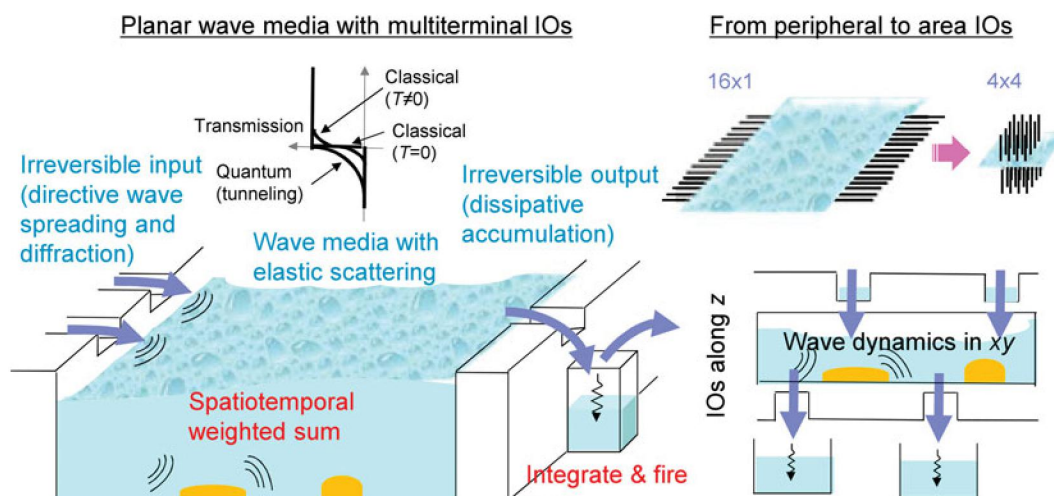 Planar wave media with multiterminal IOs
Classical
(T≠0)
Transmission
Classical
(T=0)
Quantum
(tunneling)
Irreversible input
(directive wave
spreading and
diffraction)
Wave media with
elastic scattering
Irreversible output
(dissipative
accumulation)
Spatiotemporal
weighted sum
Integrate & fire
From peripheral to area IOs
16x1
4x4
IOs along z
Wave dynamics in xy